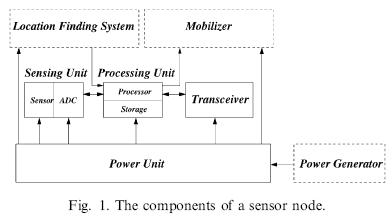 Location Finding System
Mobilizer
Sensing Unit
Processing Unit
Sensor
ADC
Processor
Storage
Transceiver
Power Unit
Power Generator
Fig. 1. The components of a sensor node.